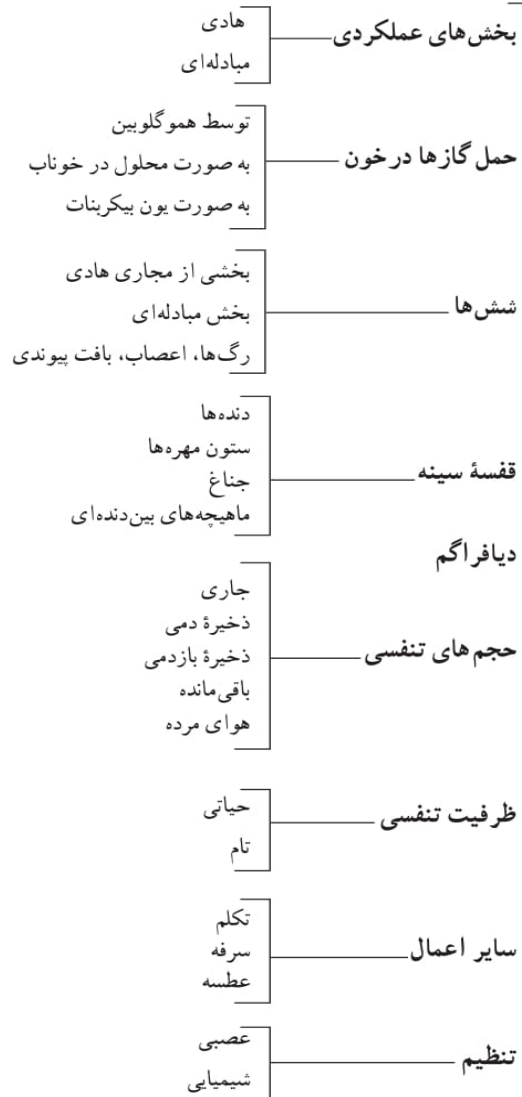 بخش‌های عملکردی
هادی
مبادله‌ای
حمل گازها در خون
توسط هموگلوبین
به صورت محلول در خوناب
به صورت یون بیکربنات
شش‌ها
بخشی از مجاری هادی
بخش مبادله‌ای
رگ‌ها، اعصاب، بافت پیوندی
قفسهٔ سینه
دنده‌ها
ستون مهره‌ها
جناغ
ماهیچه‌های بین‌دنده‌ای
دیافراگم
حجم‌های تنفسی
جاری
ذخیرهٔ دمی
ذخیرهٔ بازدمی
باقی‌مانده
هوای مرده
ظرفیت تنفسی
حیاتی
تام
سایر اعمال
تکلم
سرفه
عطسه
تنظیم
عصبی
شیمیایی